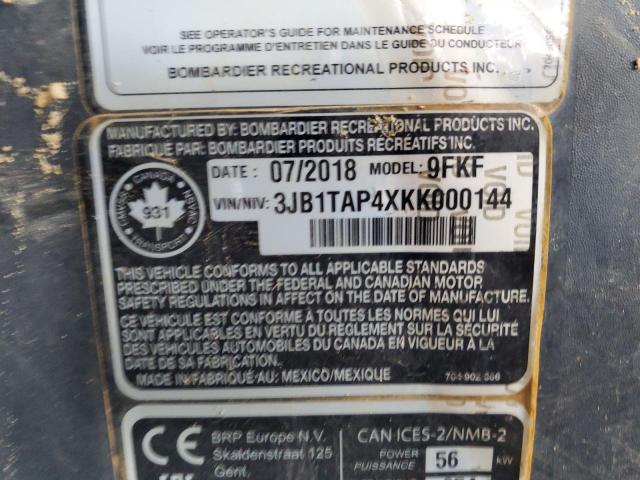 SEE OPERATOR'S GUIDE FOR MAINTENANCE SCHEDULE
VOIR LE PROGRAMME D'ENTRETIEN DANS LE GUIDE DU CONDUCTEUR
BOMBARDIER RECREATIONAL PRODUCTS INC.
MANUFACTURED BY: BOMBARDIER RECREATIONAL PRODUCTS INC.
FABRIQUÉ PAR: BOMBARDIER PRODUITS RÉCRÉATIFS INC.
DATE : 07/2018 MODEL: 9FKF
VIN/NIV: 3JB1TAP4XKK000144
CANADA
CMVSS NSVAC
931
TRANSPORT
THIS VEHICLE CONFORMS TO ALL APPLICABLE STANDARDS
PRESCRIBED UNDER THE FEDERAL AND CANADIAN MOTOR
SAFETY REGULATIONS IN AFFECT ON THE DATE OF MANUFACTURE.
CE VÉHICULE EST CONFORME À TOUTES LES NORMES QUI LUI
SONT APPLICABLES EN VERTU DU RÈGLEMENT SUR LA SÉCURITÉ
DES VÉHICULES AUTOMOBILES DU CANADA EN VIGUEUR À LA
DATE DE SA FABRICATION.
MADE IN/FABRIQUÉ AU: MEXICO/MEXIQUE
CE BRP Europe N.V. CAN ICES-2/NMB-2
Skaldenstraat 125
Gent.
POWER
PUISSANCE 56 kW